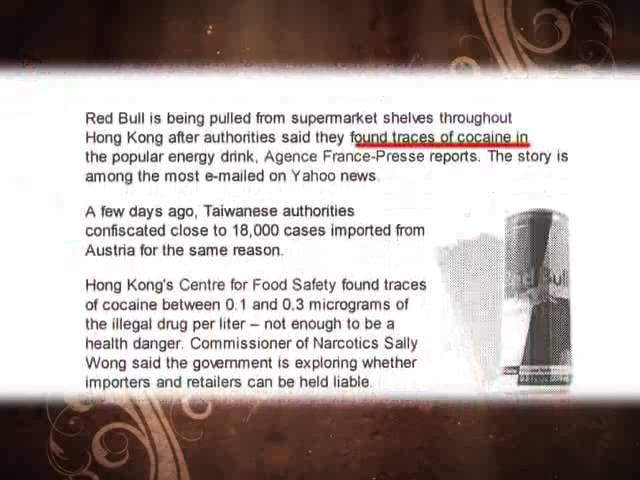 Red Bull is being pulled from supermarket shelves throughout
Hong Kong after authorities said they found traces of cocaine in
the popular energy drink, Agence France-Presse reports. The story is
among the most e-mailed on Yahoo news.
A few days ago, Taiwanese authorities
confiscated close to 18,000 cases imported from
Austria for the same reason.
Hong Kong's Centre for Food Safety found traces
of cocaine between 0.1 and 0.3 micrograms of
the illegal drug per liter – not enough to be a
health danger. Commissioner of Narcotics Sally
Wong said the government is exploring whether
importers and retailers can be held liable.
Red Bull